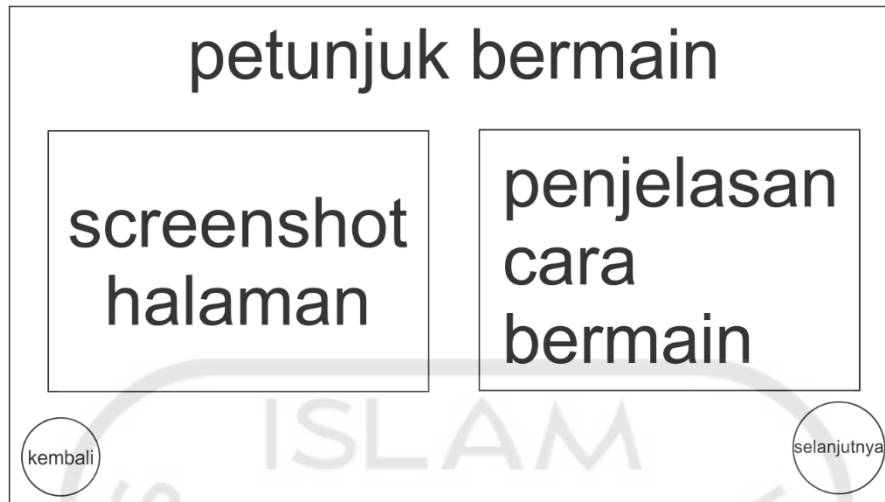 petunjuk bermain
screenshot
halaman
penjelasan
cara
bermain
ISLAM
kembali
selanjutnya